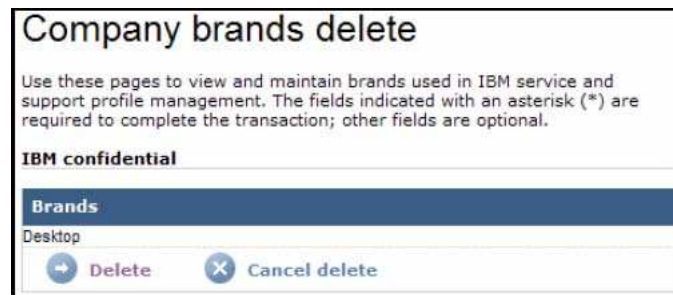 Company brands delete
Use these pages to view and maintain brands used in IBM service and
support profile management. The fields indicated with an asterisk (*) are
required to complete the transaction; other fields are optional.
IBM confidential
Brands
Desktop
Delete Cancel delete